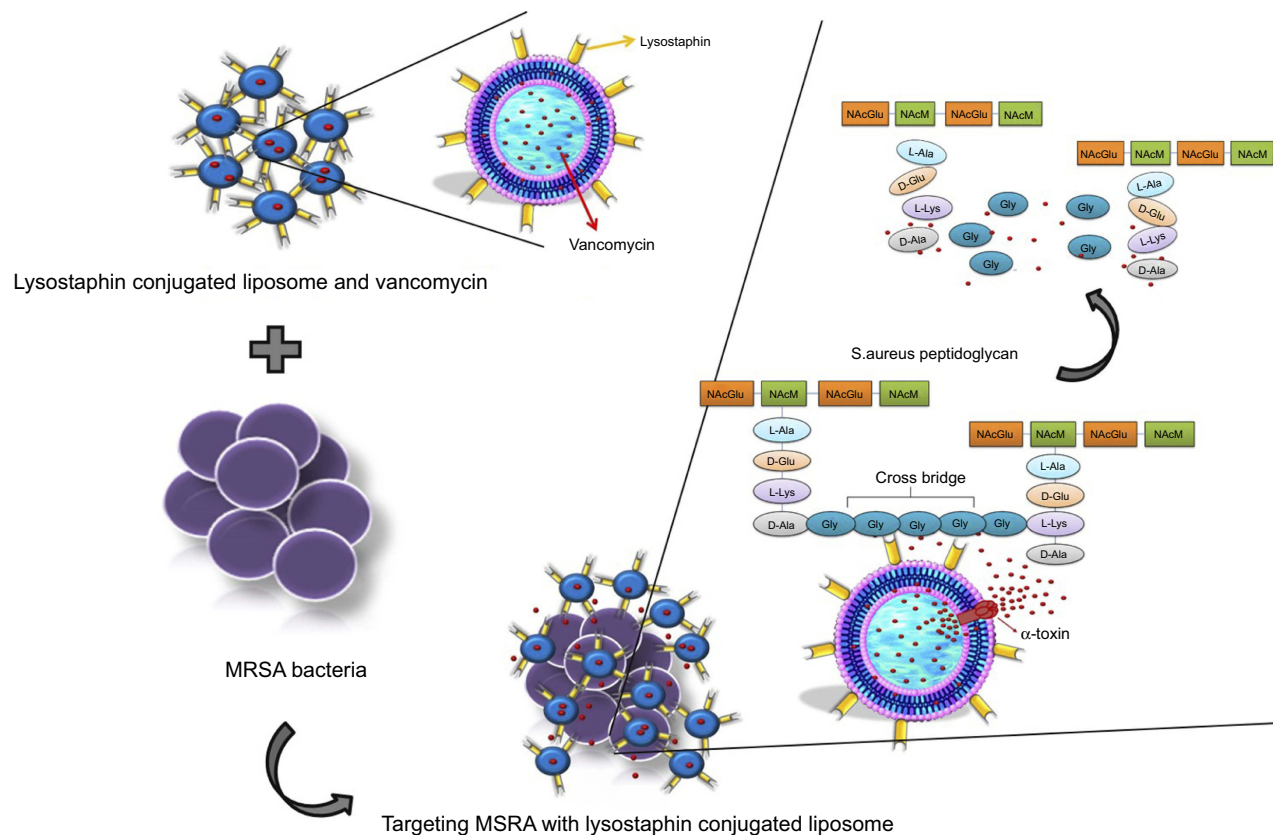 Lysostaphin
Vancomycin
Lysostaphin conjugated liposome and vancomycin
MRSA bacteria
Targeting MSRA with lysostaphin conjugated liposome
NAcGlu NAcM NAcGlu NAcM
NAcGlu NAcM NAcGlu NAcM
L-Ala
D-Glu
L-Lys
D-Ala
Gly
Gly
Gly
Gly
Gly
L-Ala
D-Glu
L-Lys
D-Ala
S.aureus peptidoglycan
NAcGlu NAcM NAcGlu NAcM
NAcGlu NAcM NAcGlu NAcM
L-Ala
D-Glu
L-Lys
Cross bridge
L-Ala
D-Glu
D-Ala Gly Gly Gly Gly Gly L-Lys
D-Ala
α-toxin